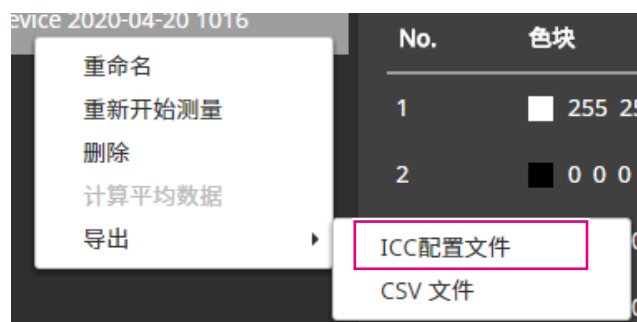 evice 2020-04-20 1016
重命名
重新开始测量
删除
计算平均数据
导出
ICC配置文件
CSV 文件
No. 色块
1 255
2 0 0 0